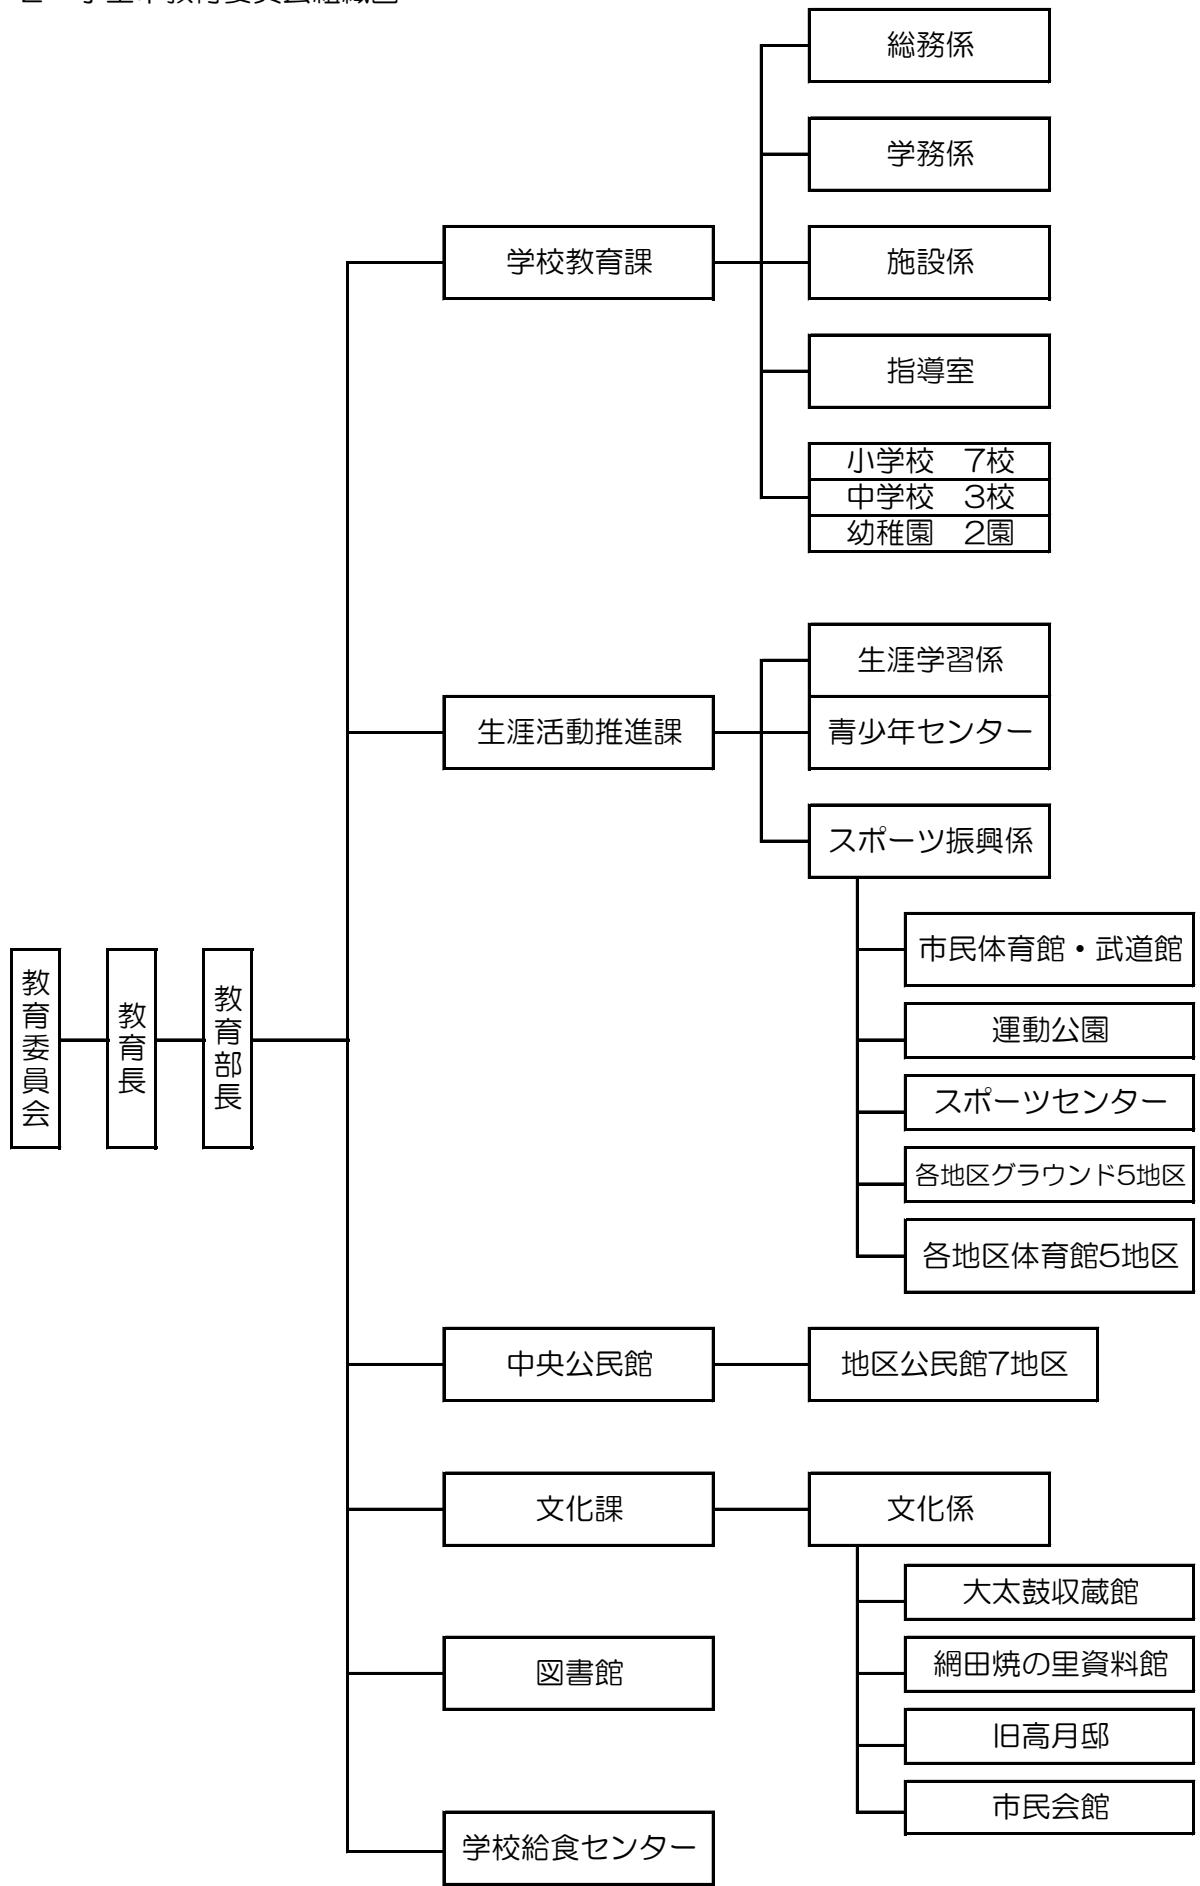 総務係
学務係
学校教育課
施設係
指導室
小学校　7校
中学校　3校
幼稚園　2園
生涯学習係
生涯活動推進課
青少年センター
スポーツ振興係
市民体育館・武道館
教育委員会
教育長
教育部長
運動公園
スポーツセンター
各地区グラウンド5地区
各地区体育館5地区
中央公民館
地区公民館7地区
文化課
文化係
大太鼓収蔵館
網田焼の里資料館
図書館
旧高月邸
市民会館
学校給食センター